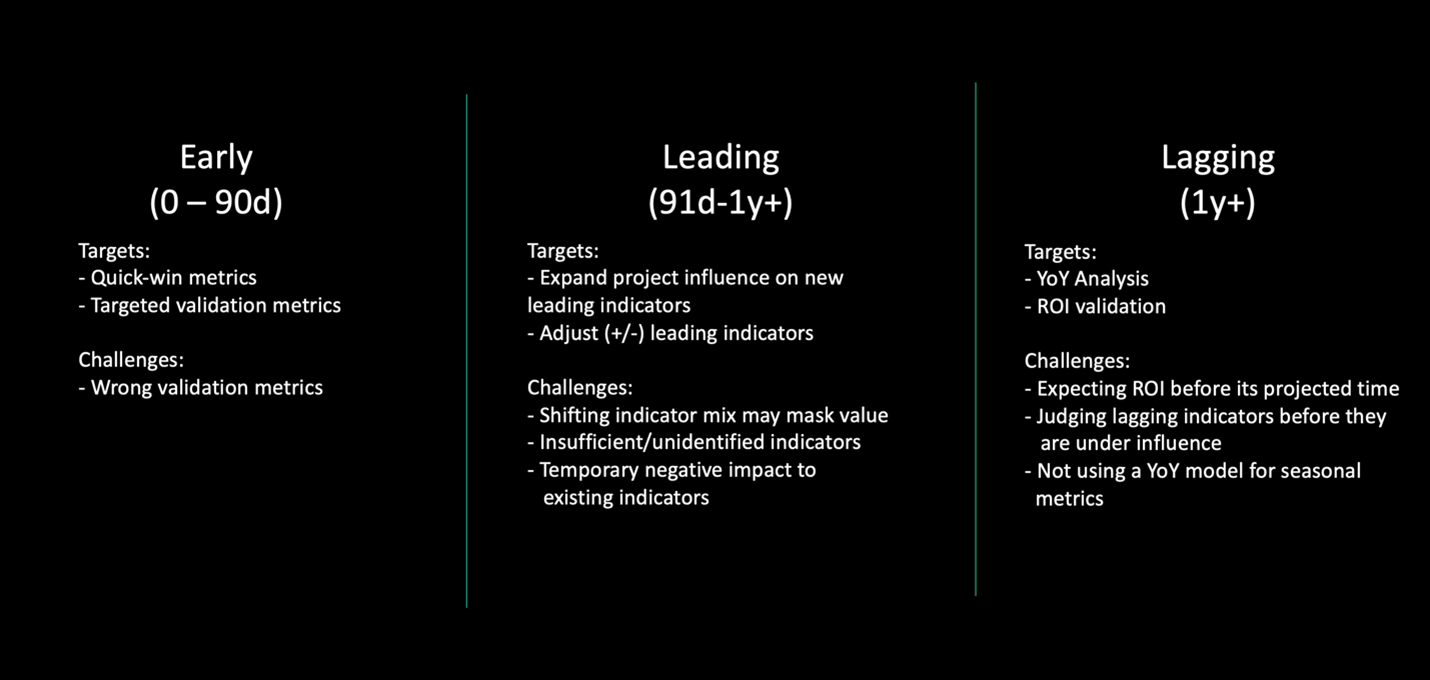 Early
(0 – 90d)
Targets:
- Quick-win metrics
- Targeted validation metrics
Challenges:
- Wrong validation metrics
Leading
(91d-1y+)
Targets:
- Expand project influence on new
leading indicators
- Adjust (+/-) leading indicators
Challenges:
- Shifting indicator mix may mask value
- Insufficient/unidentified indicators
- Temporary negative impact to
existing indicators
Lagging
(1y+)
Targets:
- YoY Analysis
- ROI validation
Challenges:
- Expecting ROI before its projected time
- Judging lagging indicators before they
are under influence
- Not using a YoY model for seasonal
metrics